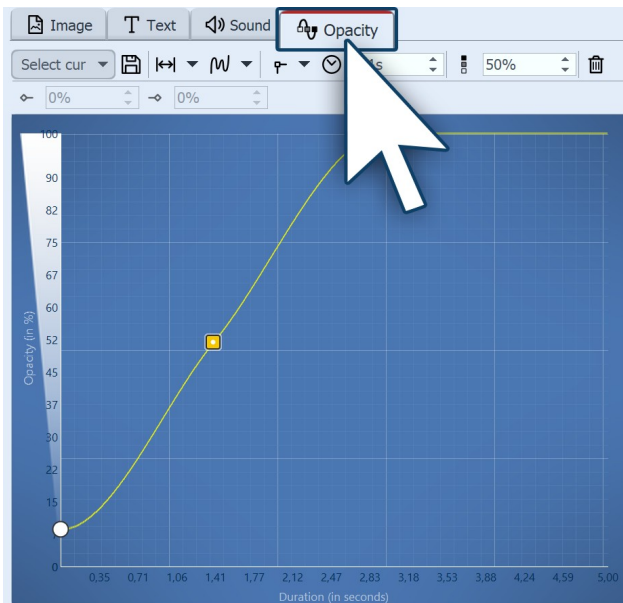 Image
Text
Sound
Opacity
Select cur
50%
0%
0%
100
90
82
75
67
60
52
45
37
30
22
15
0
Opacity (in %)
0,35 0,71 1,06 1,41 1,77 2,12 2,47 2,83 3,18 3,53 3,88 4,24 4,59 5,00
Duration (in seconds)